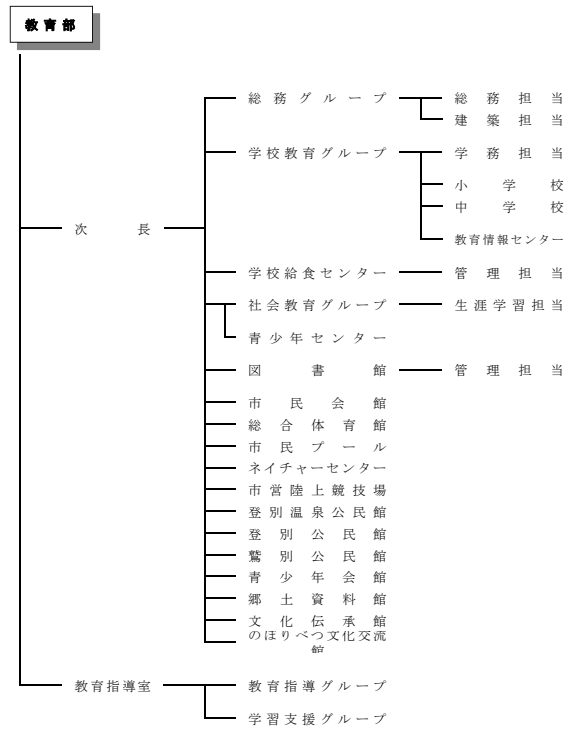 教育部
総務グループ 総務担当
建築担当
学校教育グループ 学務担当
小学校
中学校
次長
教育情報センター
学校給食センター 管理担当
社会教育グループ 生涯学習担当
青少年センター
図書館 管理担当
市民会館
総合体育館
市民プール
ネイチャーセンター
市営陸上競技場
登別温泉公民館
登別公民館
鷲別公民館
青少年会館
郷土資料館
文化伝承館
のぼりべつ文化交流
館
教育指導室 教育指導グループ
学習支援グループ